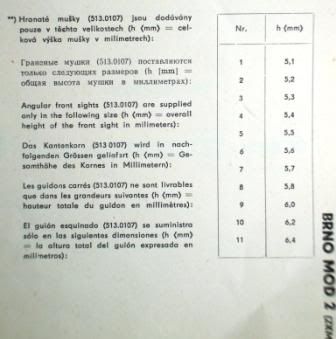 **) Hranaté mušky (513.0107) jsou dodávány
pouze v těchto velikostech (h (mm) = cel-
ková výška mušky v milimetrech):
Граненые мушки (513.0107) поставляются
только следующих размеров (h [mm] =
общая высота мушки в миллиметрах):
Angular front sights (513.0107) are supplied
only in the following size (h (mm) = overall
height of the front sight in milimeters):
Das Kantenkorn (513.0107) wird in nach-
folgenden Grössen geliefert (h (mm) = Ge-
samthöhe des Kornes in Millimetern):
Les guidons carrés (513.0107) ne sont livrables
que dans les grandeurs suivantes (h (mm) =
hauteur totale du guidon en millimètres):
El guión esquinado (513.0107) se suministra
sólo en las siguientes dimensiones (h (mm)
= la altura total del guión expresada en
milímetros):
Nr. h (mm)
1 5,1
2 5,2
3 5,3
4 5,4
5 5,5
6 5,6
7 5,7
8 5,8
9 6,0
10 6,2
11 6,4
BRNO MOD 2